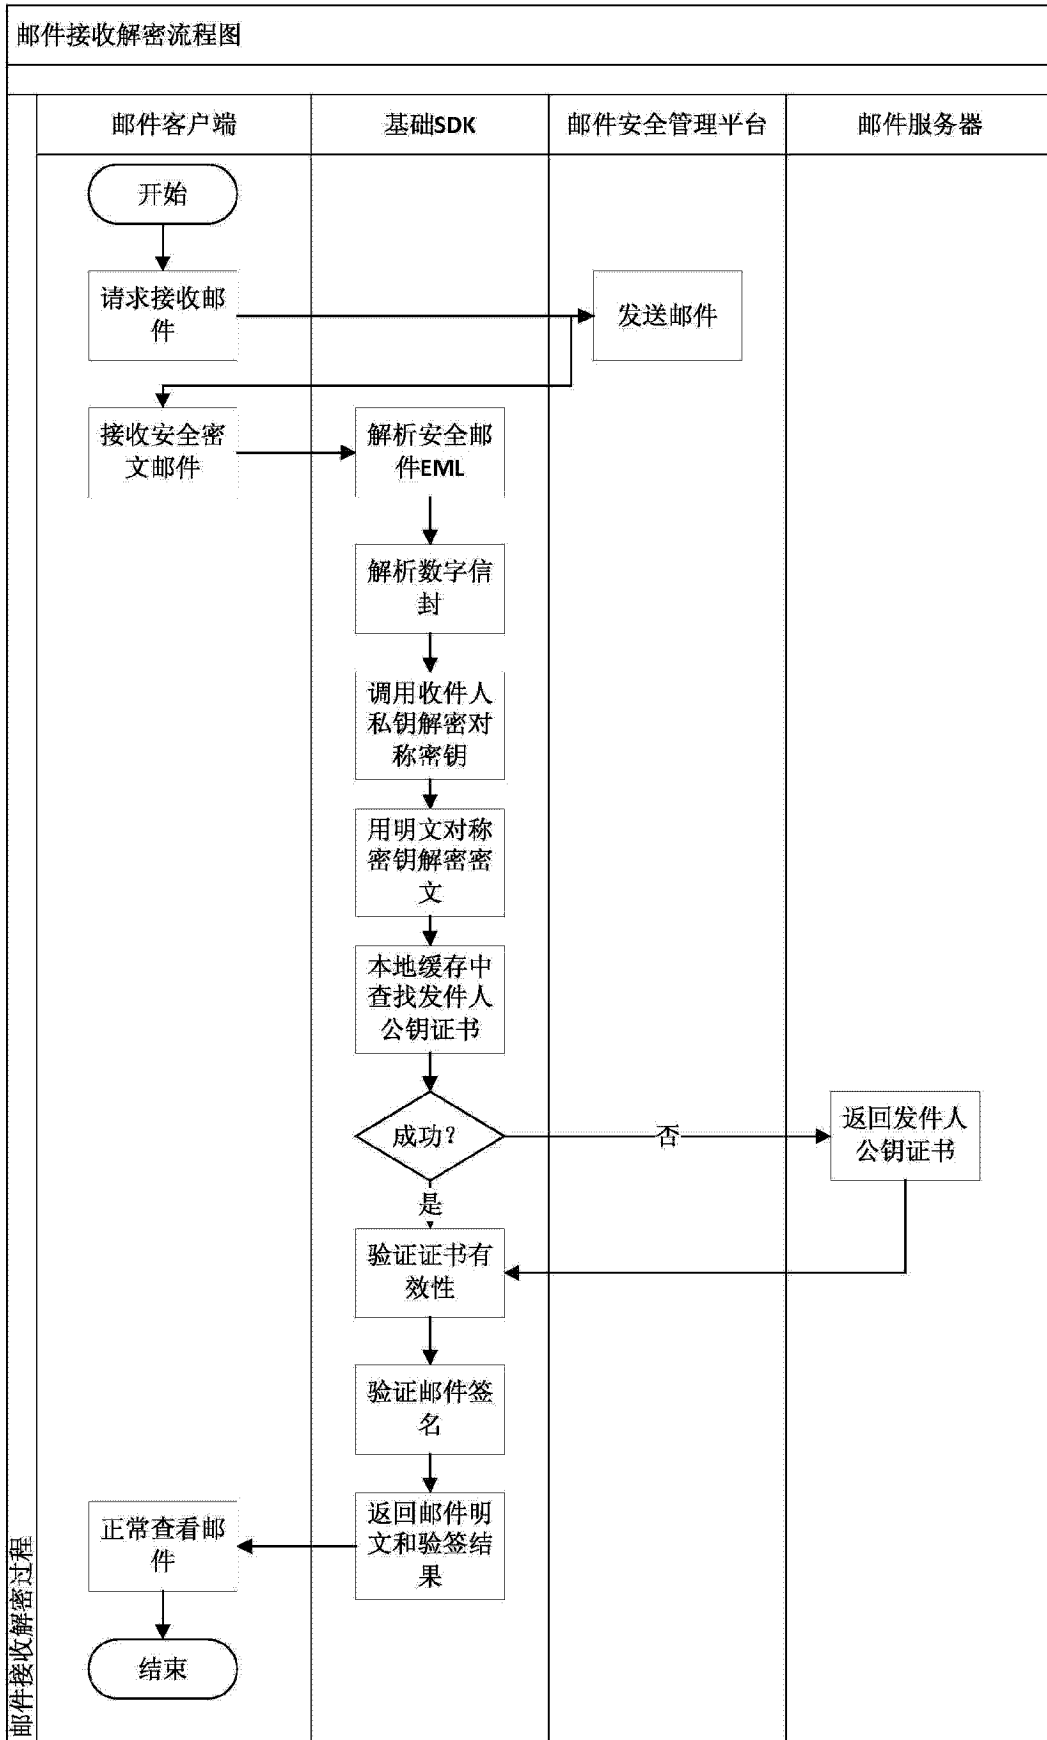 邮件接收解密流程图
邮件客户端
基础SDK
邮件安全管理平台
邮件服务器
开始
请求接收邮
件
发送邮件
接收安全密
文邮件
解析安全邮
件EML
解析数字信
封
调用收件人
私钥解密对
称密钥
用明文对称
密钥解密密
文
本地缓存中
查找发件人
公钥证书
成功?
否
返回发件人
公钥证书
是
验证证书有
效性
验证邮件签
名
返回邮件明
文和验签结
果
正常查看邮
件
结束
邮件接收解密过程